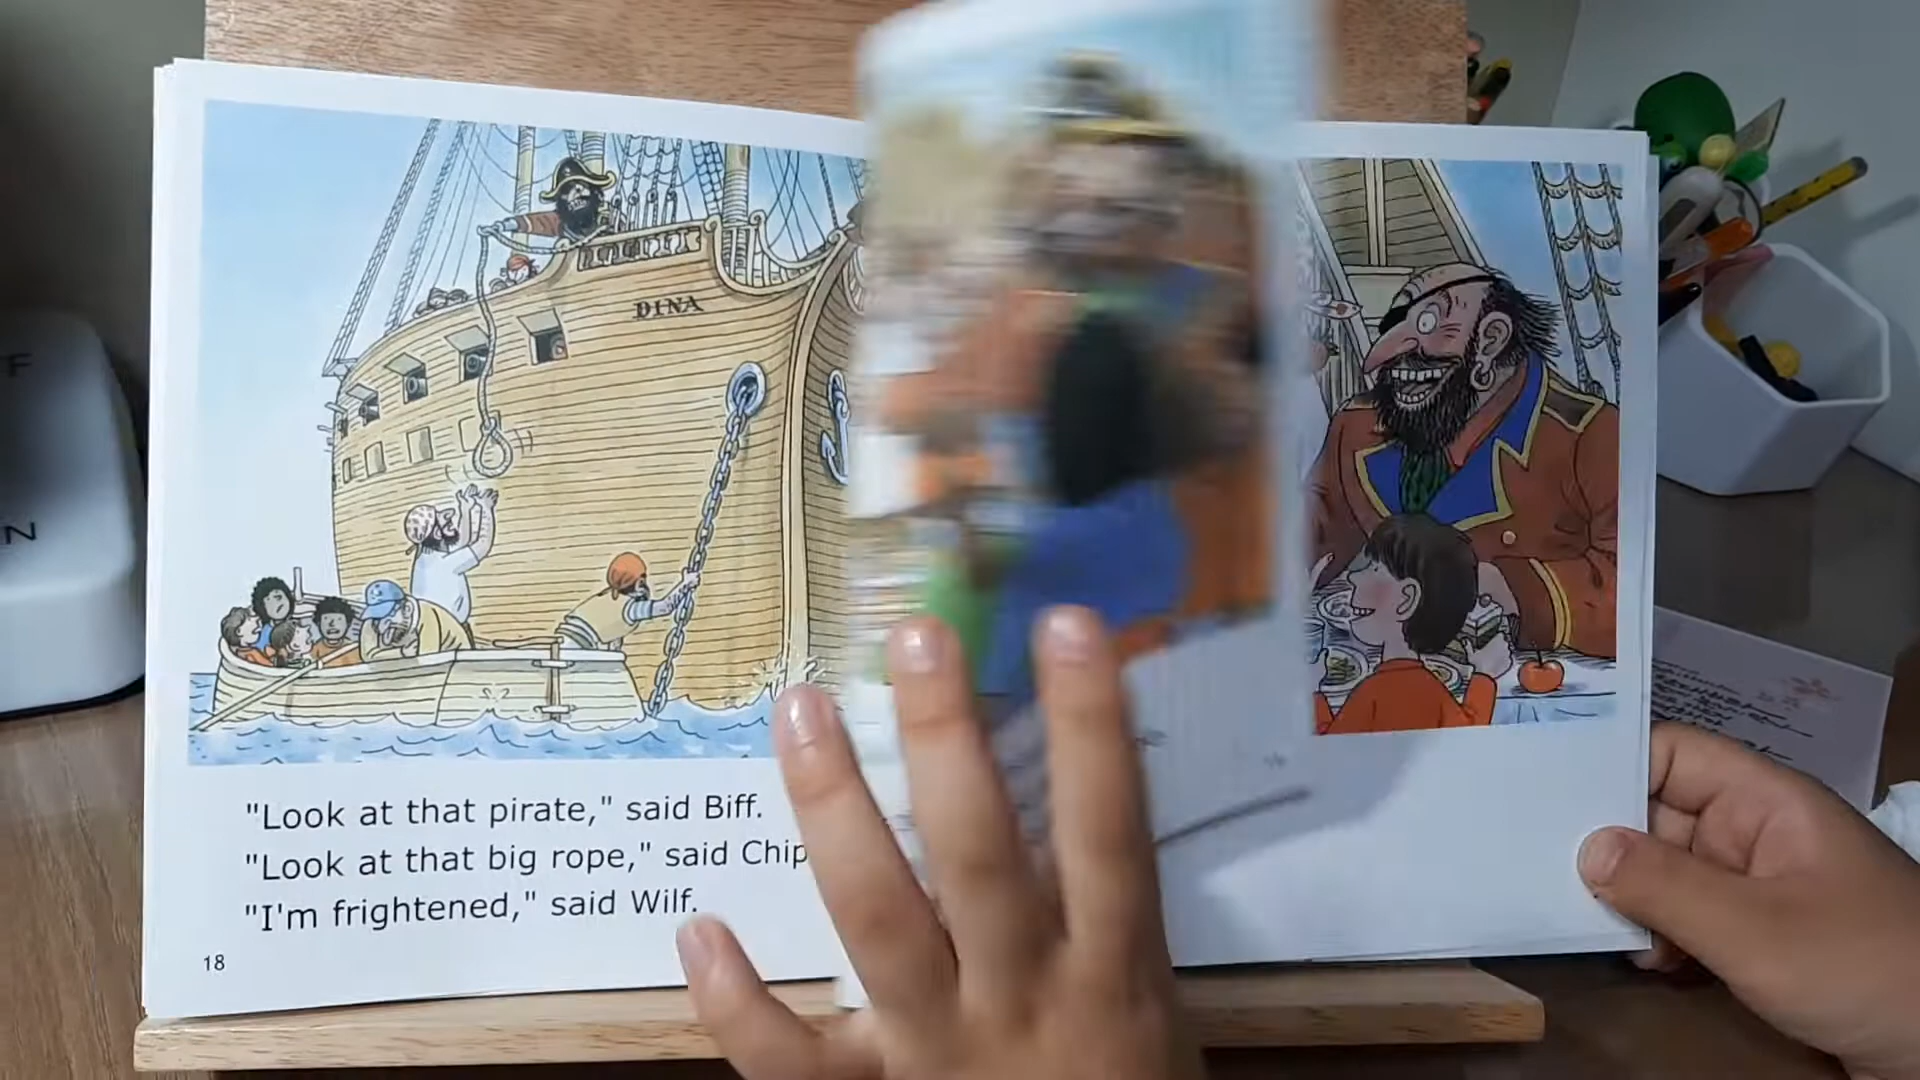 DINA
"Look at that pirate," said Biff.
"Look at that big rope," said Chip
"I'm frightened," said Wilf.
18
F
N